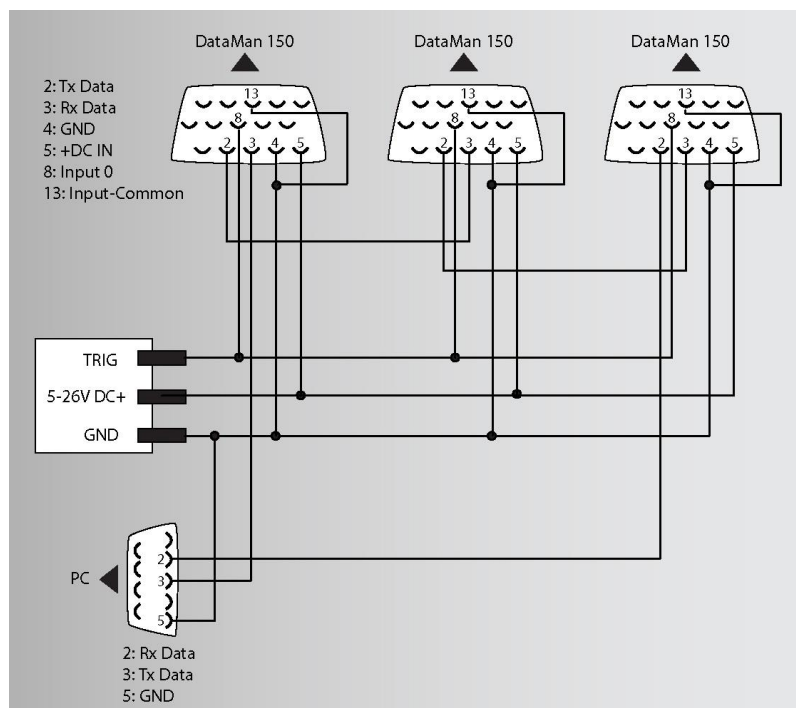 DataMan 150
DataMan 150
DataMan 150
2: Tx Data
3: Rx Data
4: GND
5: +DC IN
8: Input 0
13: Input-Common
13
8
2 3 4 5
13
8
2 3 4 5
13
8
2 3 4 5
TRIG
5-26V DC+
GND
PC
2
3
5
2: Rx Data
3: Tx Data
5: GND